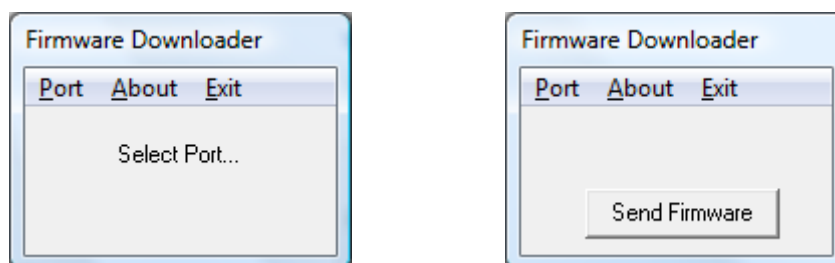 Firmware Downloader
Port About Exit
Select Port...
Firmware Downloader
Port About Exit
Send Firmware